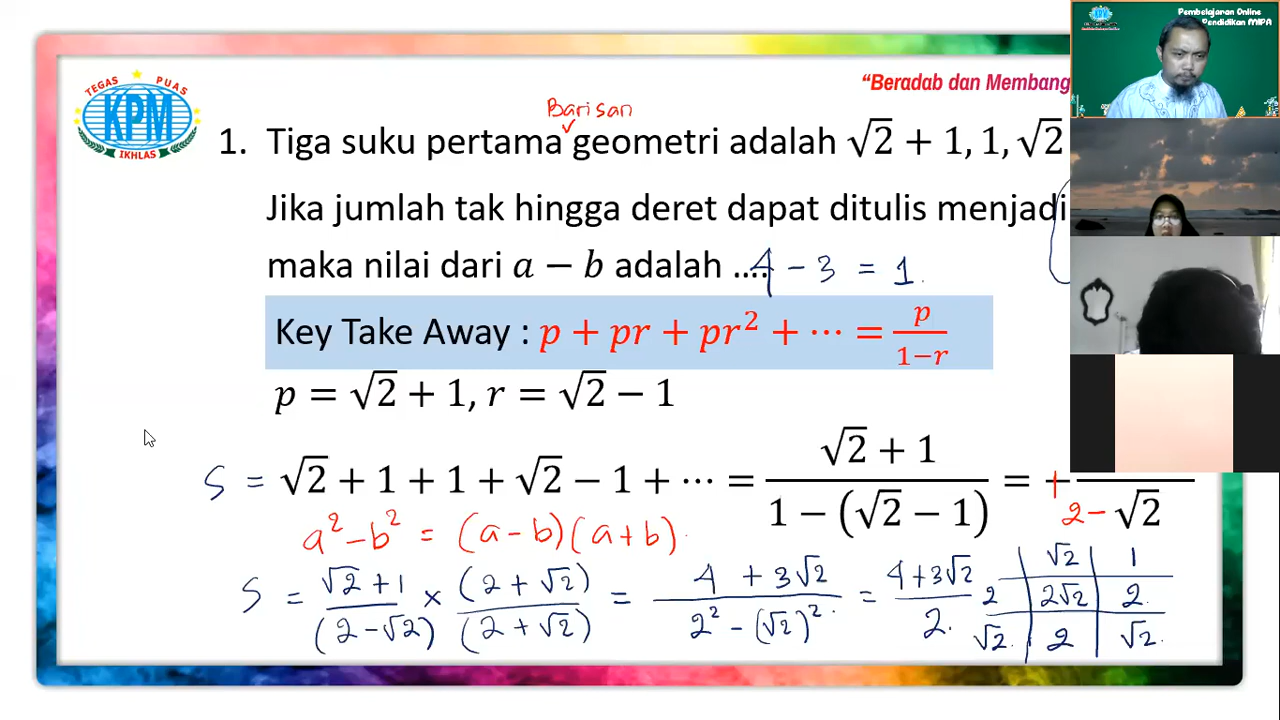 Pembelajaran Online
Pendidikan MIPA
TEGAS PUAS
KPM
IKHLAS
"Beradab dan Membang
Barisan
1. Tiga suku pertama geometri adalah √2 + 1, 1, √2
Jika jumlah tak hingga deret dapat ditulis menjadi
maka nilai dari a − b adalah .... 4 − 3 = 1.
Key Take Away : p + pr + pr² + ⋯ = p/(1−r)
p = √2 + 1, r = √2 − 1
S = √2 + 1 + 1 + √2 − 1 + ⋯ = (√2 + 1)/(1 − (√2 − 1)) = +/(2 − √2)
a² − b² = (a − b)(a + b).
S = (√2 + 1)/(2 − √2) × (2 + √2)/(2 + √2) = (4 + 3√2)/(2² − (√2)²) = (4 + 3√2)/2.
√2 1
2 2√2 2.
√2. 2 √2.